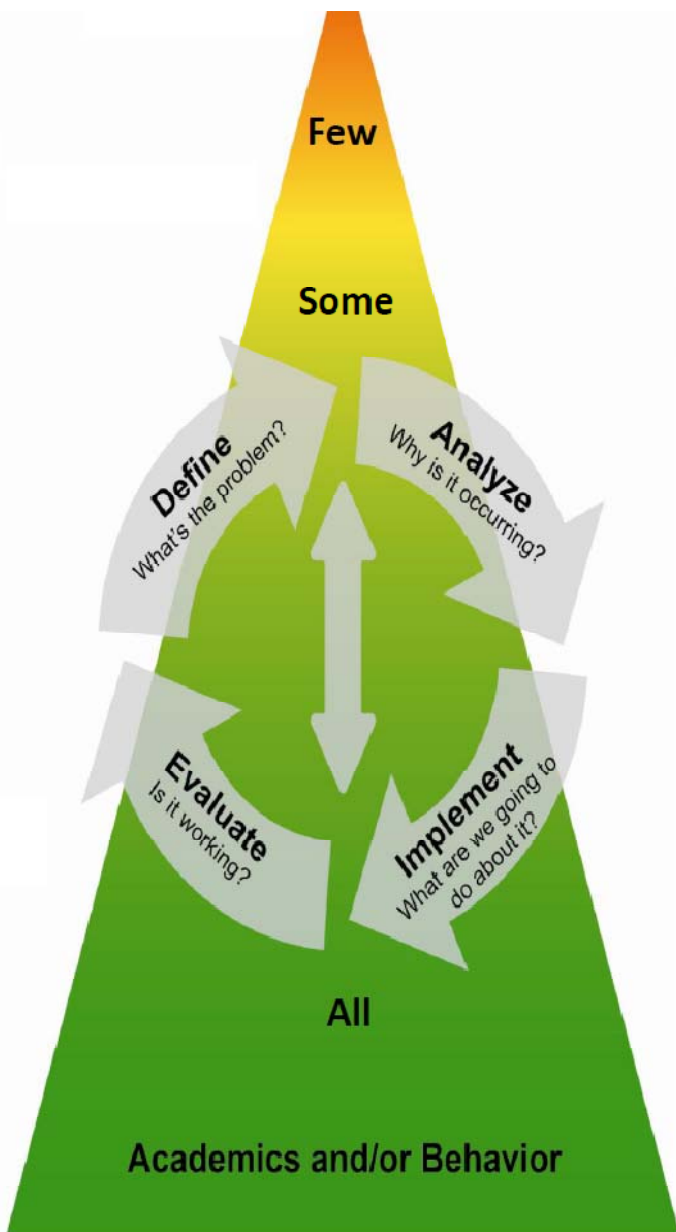 Few
Some
Define
What's the problem?
Analyze
Why is it occurring?
Implement
What are we going to
do about it?
Evaluate
Is it working?
All
Academics and/or Behavior